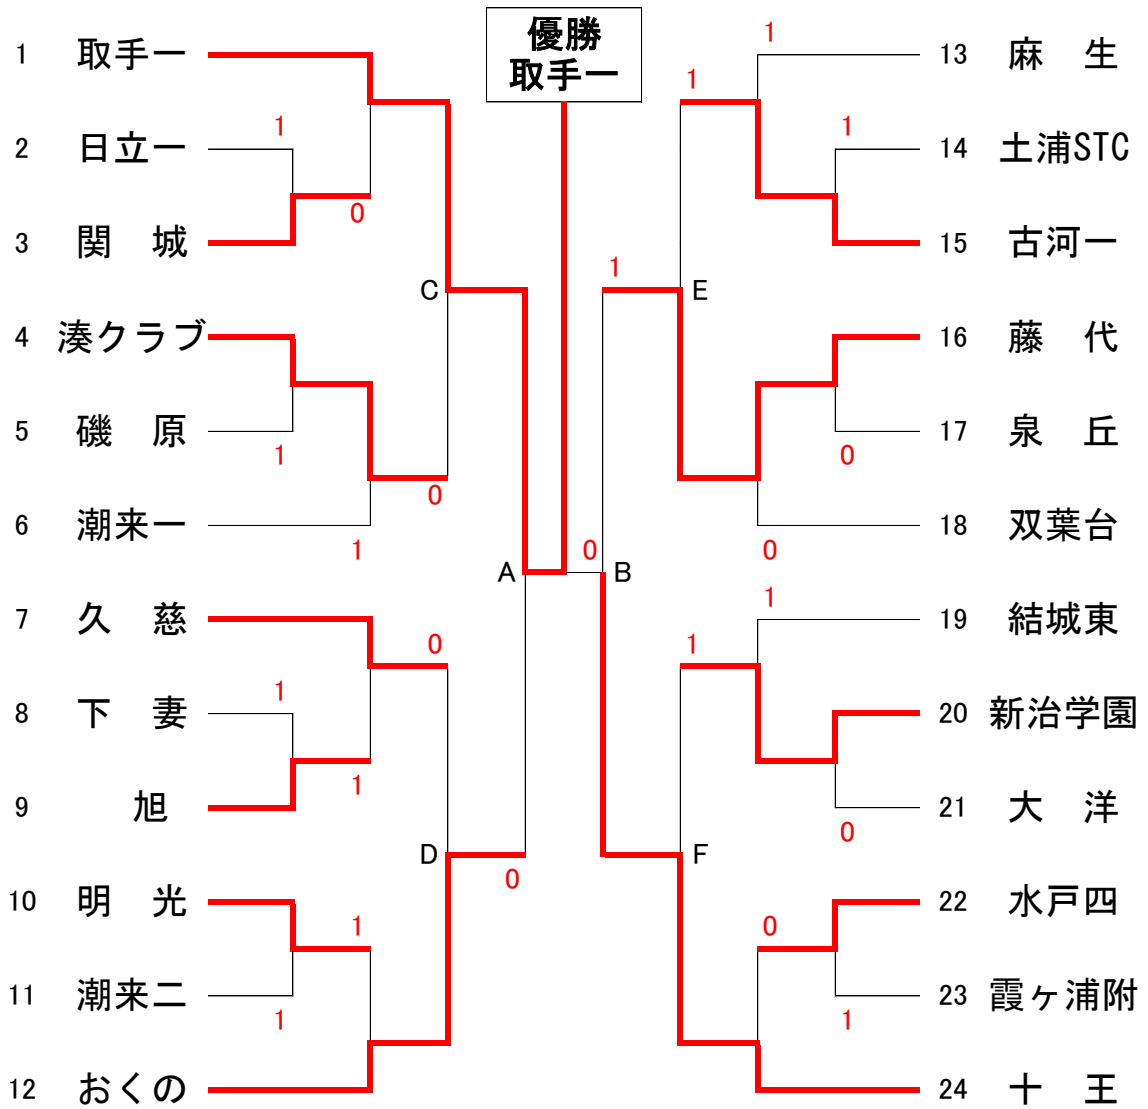 優勝
取手一
1 取手一
1
2 日立一
0
3 関　城
C
4 湊クラブ
5 磯　原
1
0
6 潮来一
1
A
7 久　慈
0
1
8 下　妻
1
9 旭
D
0
10 明　光
1
11 潮来二
1
12 おくの
1
13 麻　生
1
1
14 土浦STC
15 古河一
1
E
16 藤　代
17 泉　丘
0
18 双葉台
0
0
B
1
19 結城東
1
20 新治学園
21 大　洋
0
F
22 水戸四
0
23 霞ヶ浦附
1
24 十　王